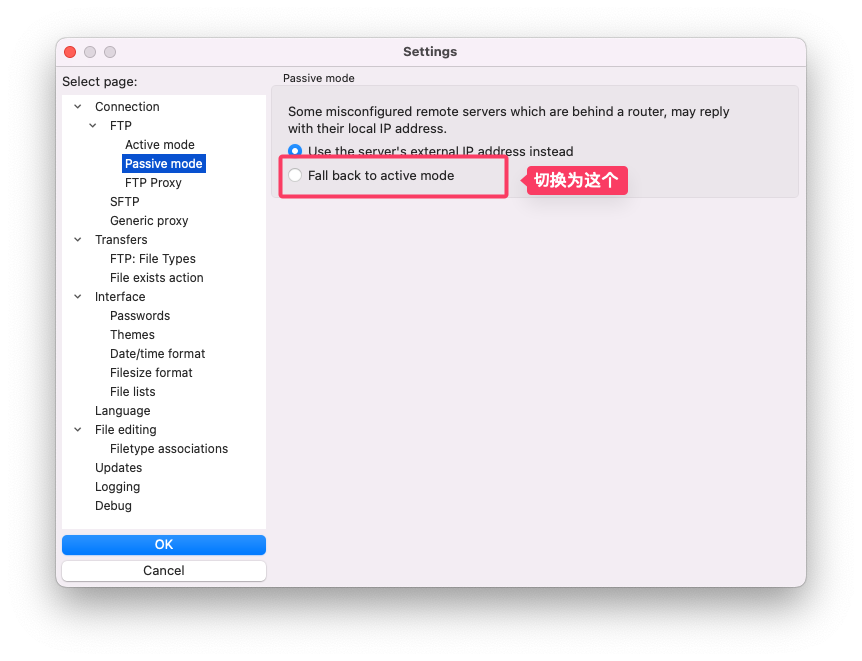 Settings
Select page:
Connection
FTP
Active mode
Passive mode
FTP Proxy
SFTP
Generic proxy
Transfers
FTP: File Types
File exists action
Interface
Passwords
Themes
Date/time format
Filesize format
File lists
Language
File editing
Filetype associations
Updates
Logging
Debug
OK
Cancel
Passive mode
Some misconfigured remote servers which are behind a router, may reply
with their local IP address.
Use the server's external IP address instead
Fall back to active mode
切换为这个